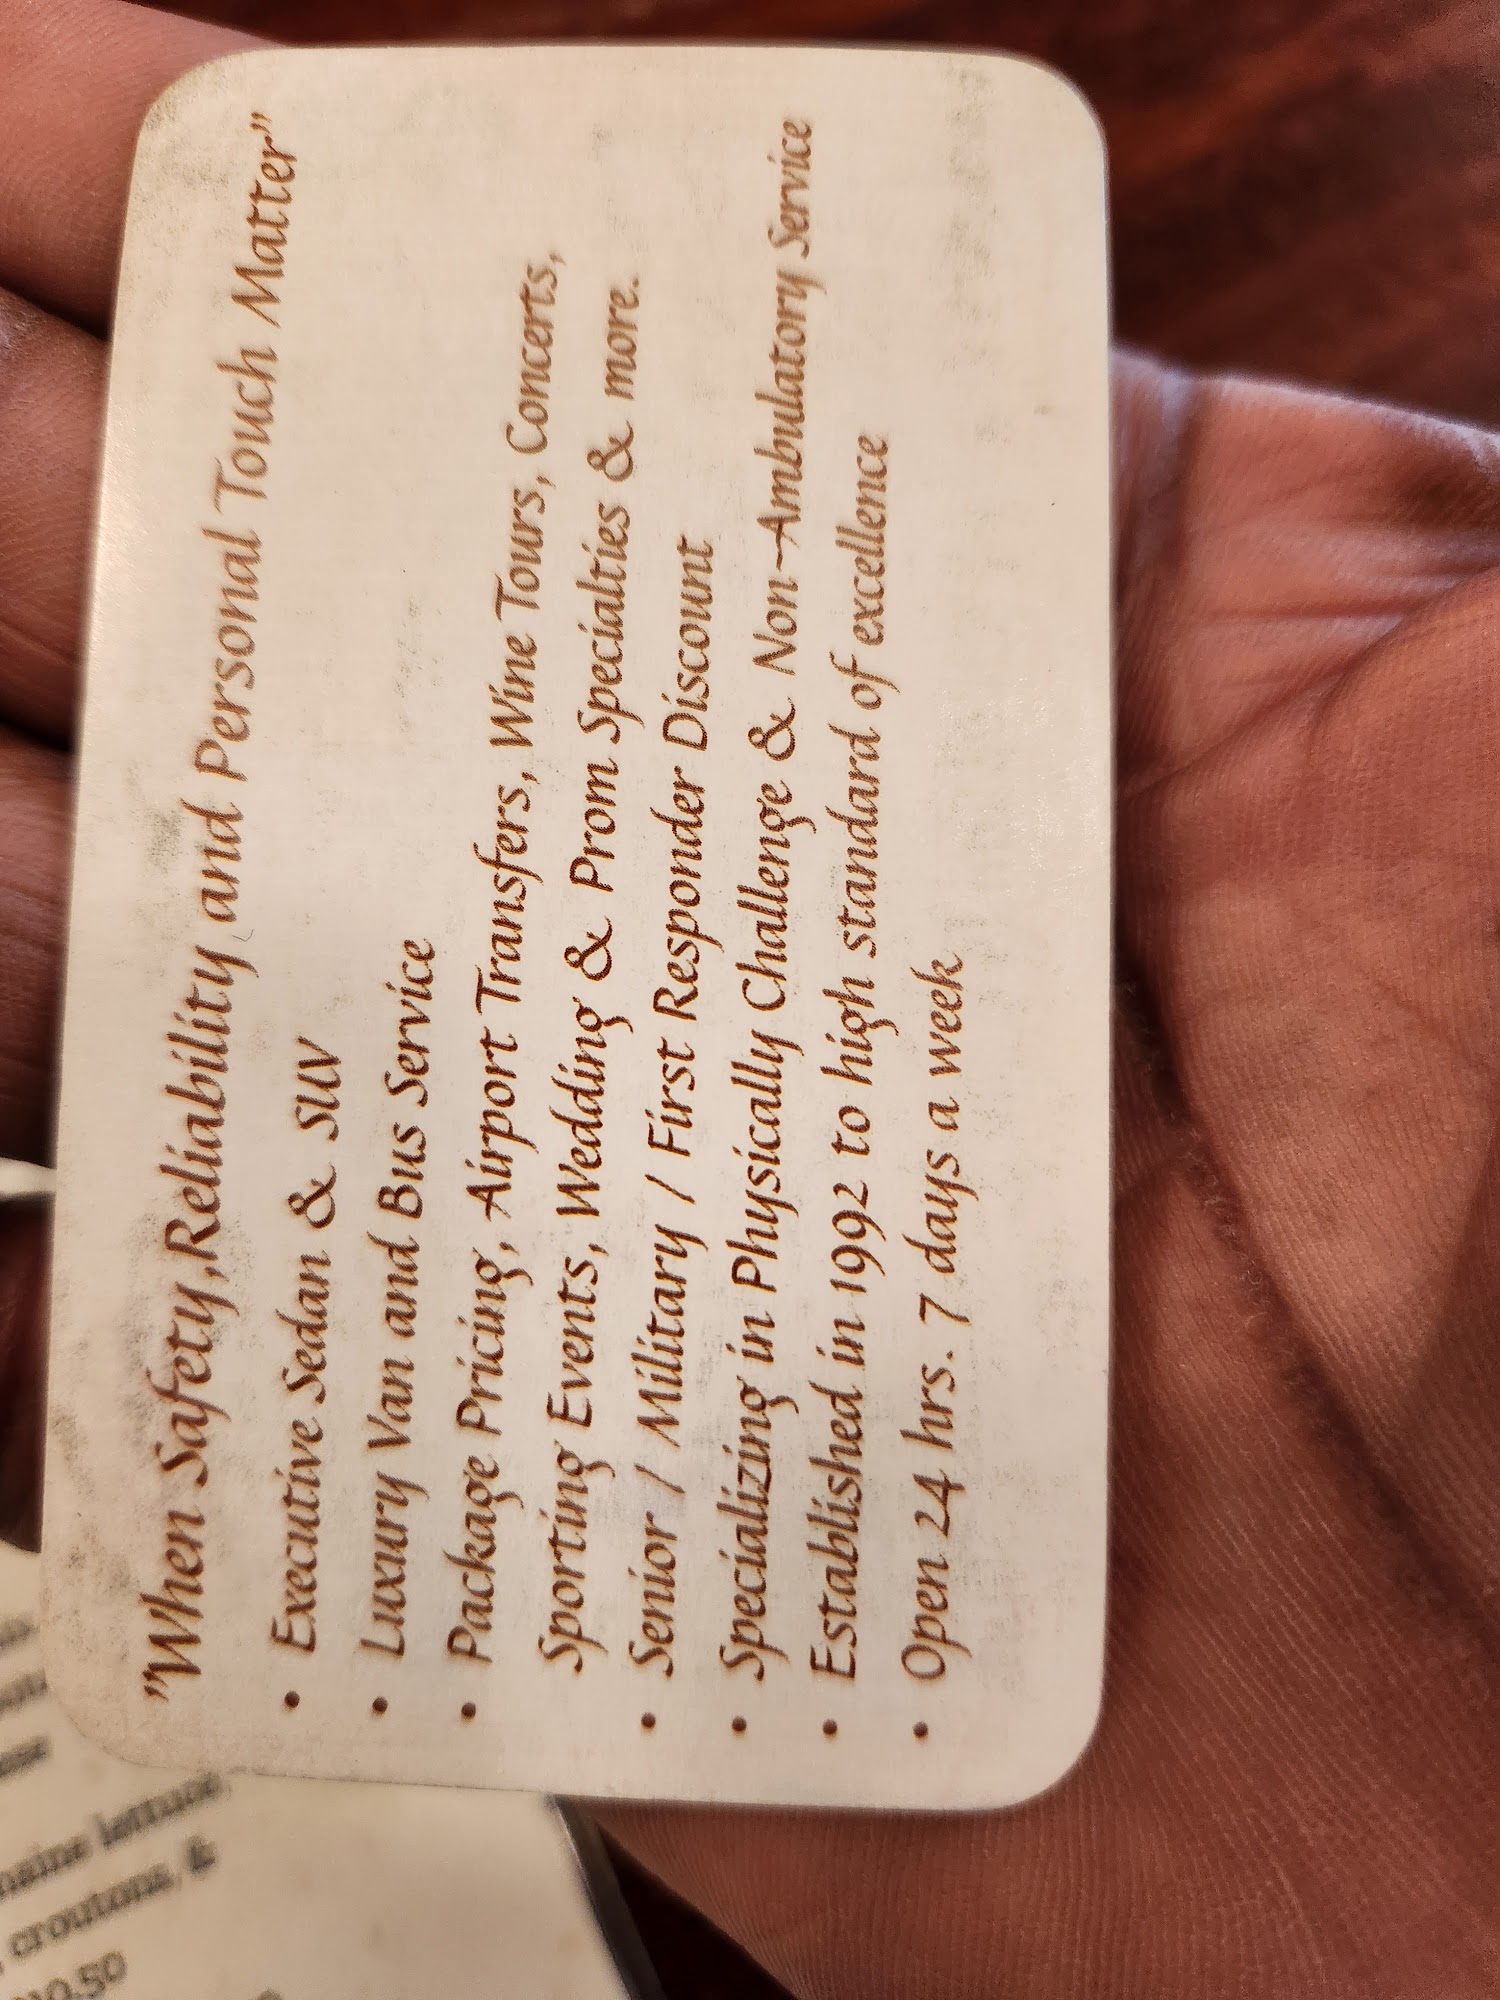 "When Safety,Reliability and Personal Touch Matter"
• Executive Sedan & SUV
• Luxury Van and Bus Service
• Package Pricing, Airport Transfers, Wine Tours, Concerts,
Sporting Events, Wedding & Prom Specialties & more.
• Senior / Military / First Responder Discount
• Specializing in Physically Challenge & Non-Ambulatory Service
• Established in 1992 to high standard of excellence
• Open 24 hrs. 7 days a week
lettuce,
croutons, &